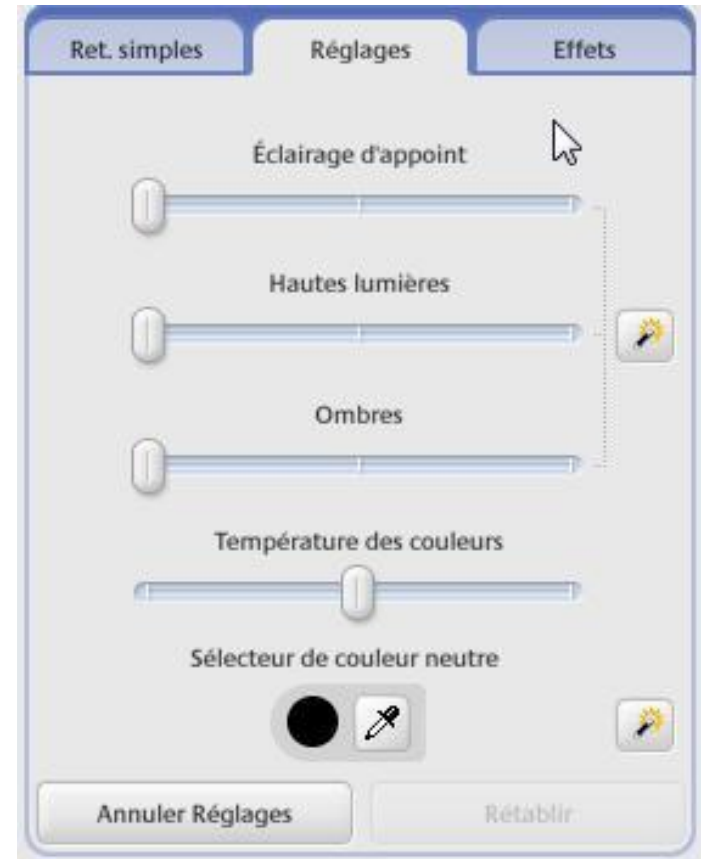 Ret. simples Réglages Effets
Éclairage d'appoint
Hautes lumières
Ombres
Température des couleurs
Sélecteur de couleur neutre
Annuler Réglages Rétablir